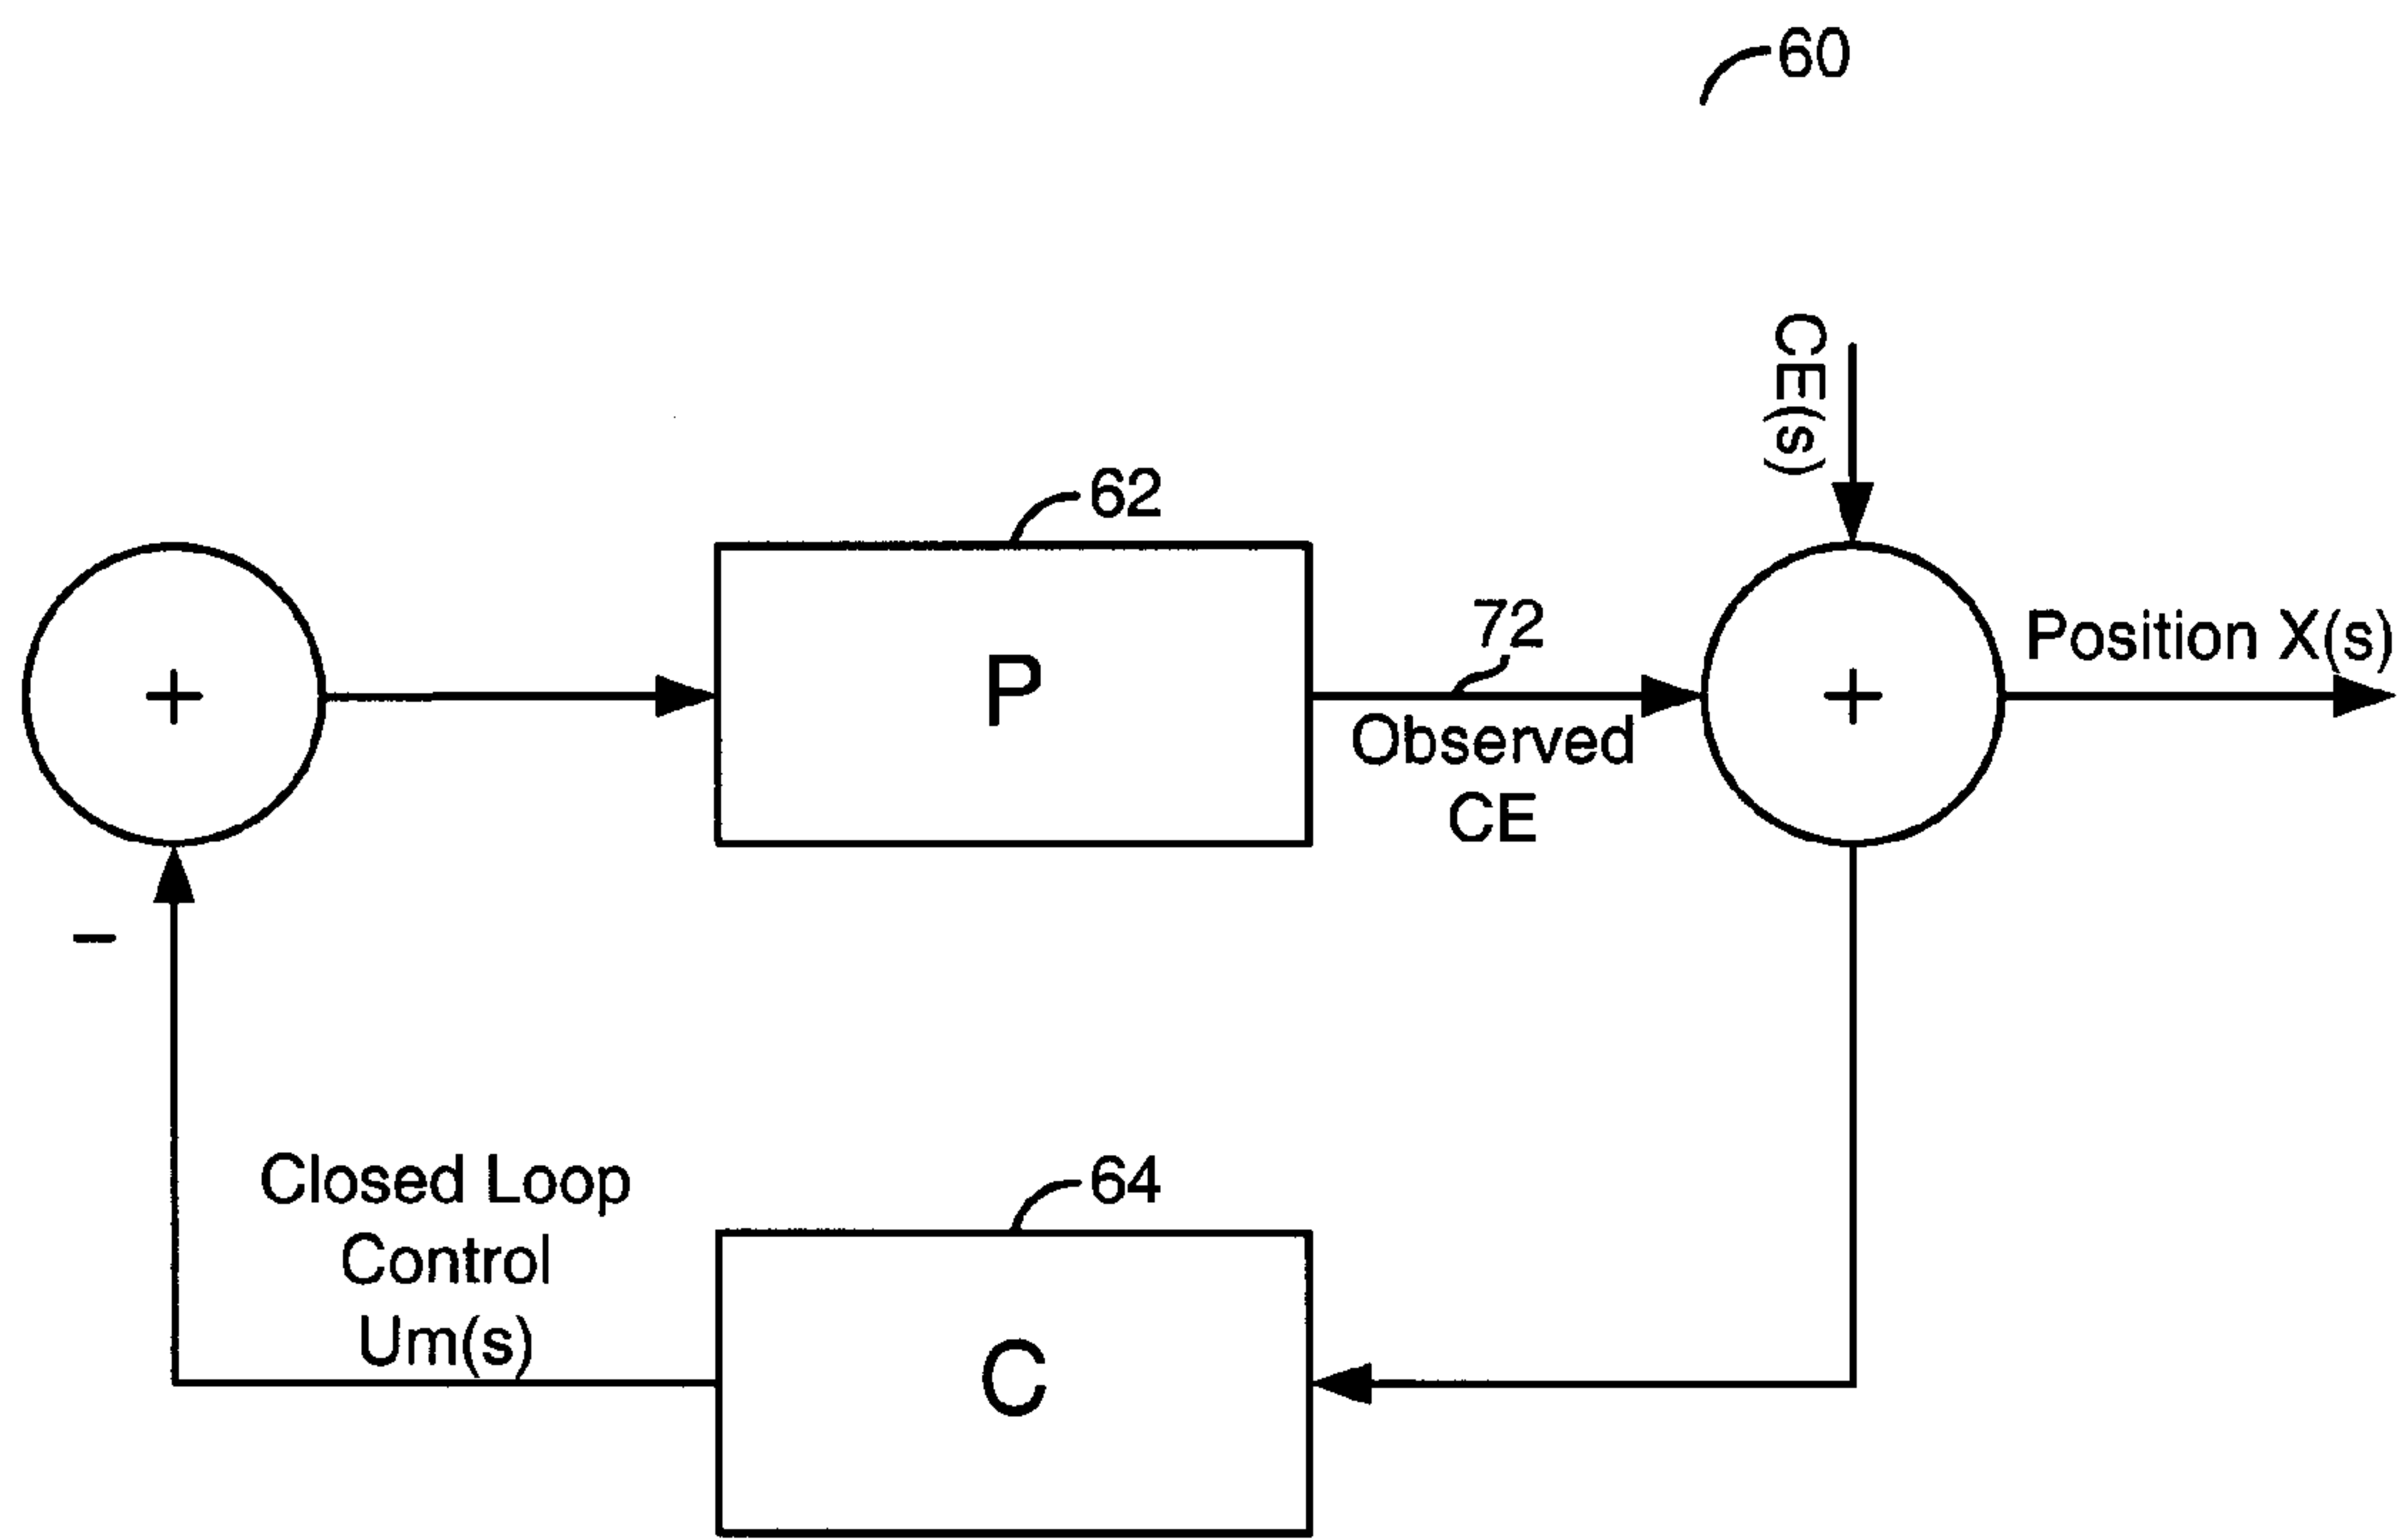 60
CE(s)
62
72
Position X(s)
+
P
+
Observed
CE
–
Closed Loop
Control
Um(s)
64
C